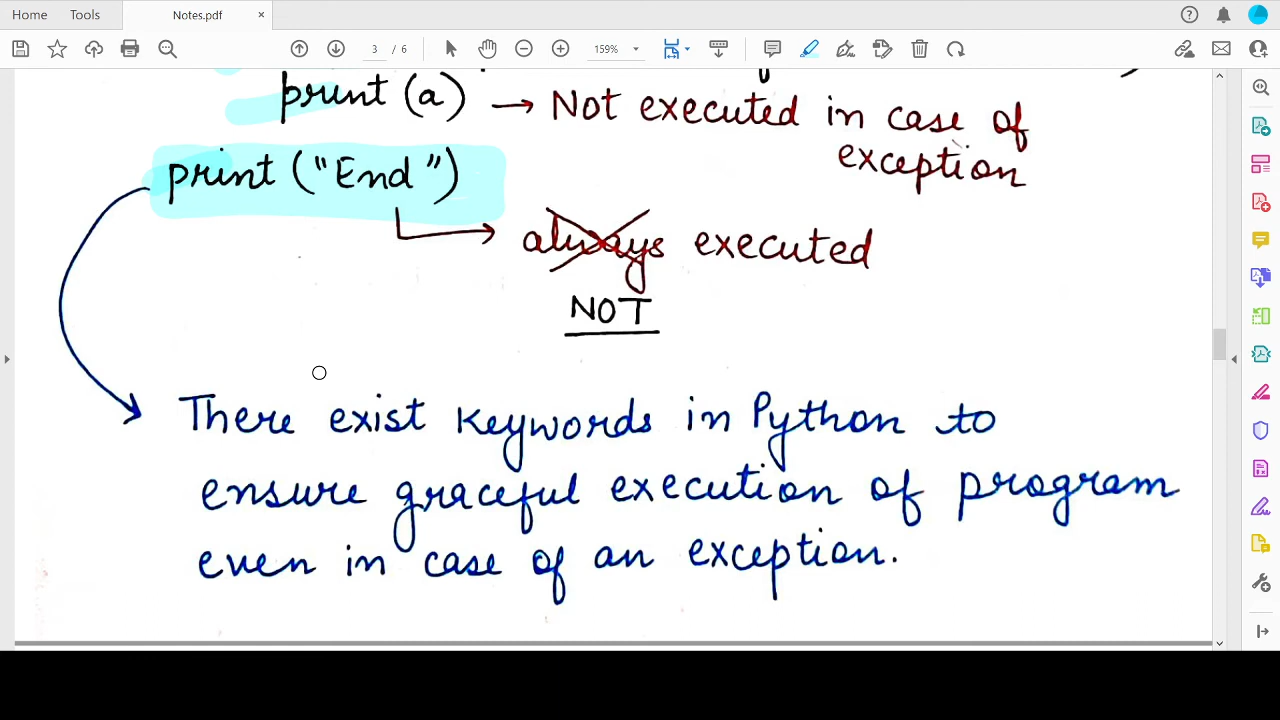 Home Tools Notes.pdf ×
3 / 6 159%
print (a) → Not executed in case of
exception
print ("End")
always executed
NOT
There exist keywords in Python to
ensure graceful execution of program
even in case of an exception.